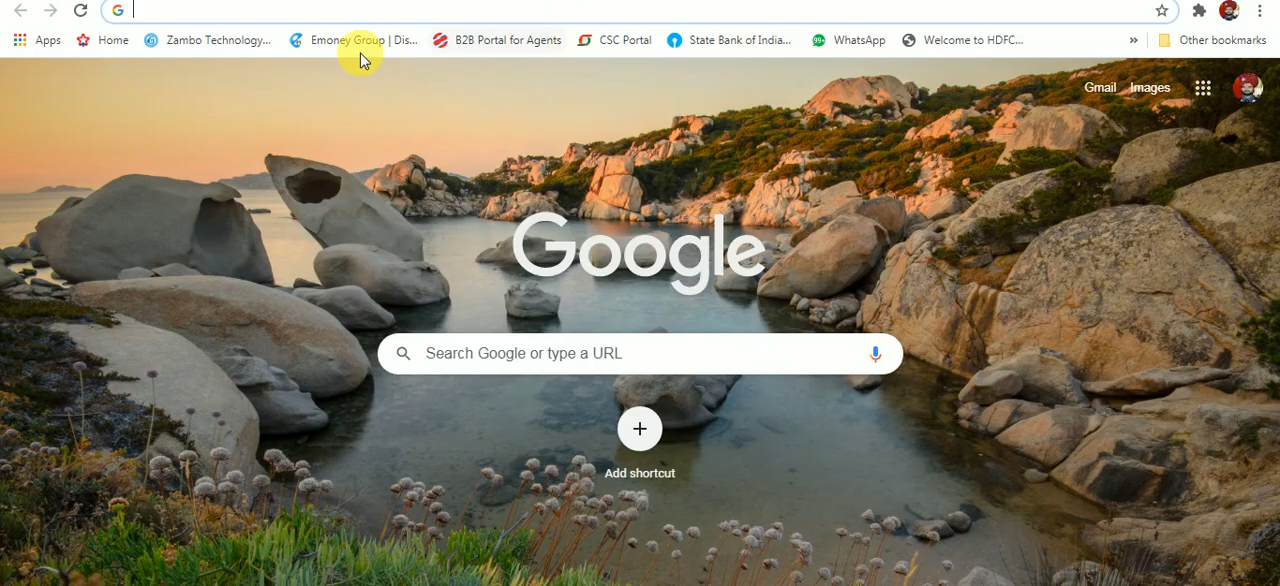 Apps Home Zambo Technology... Emoney Group | Dis... B2B Portal for Agents CSC Portal State Bank of India... 99+ WhatsApp Welcome to HDFC... » Other bookmarks
Gmail Images
Google
Search Google or type a URL
Add shortcut